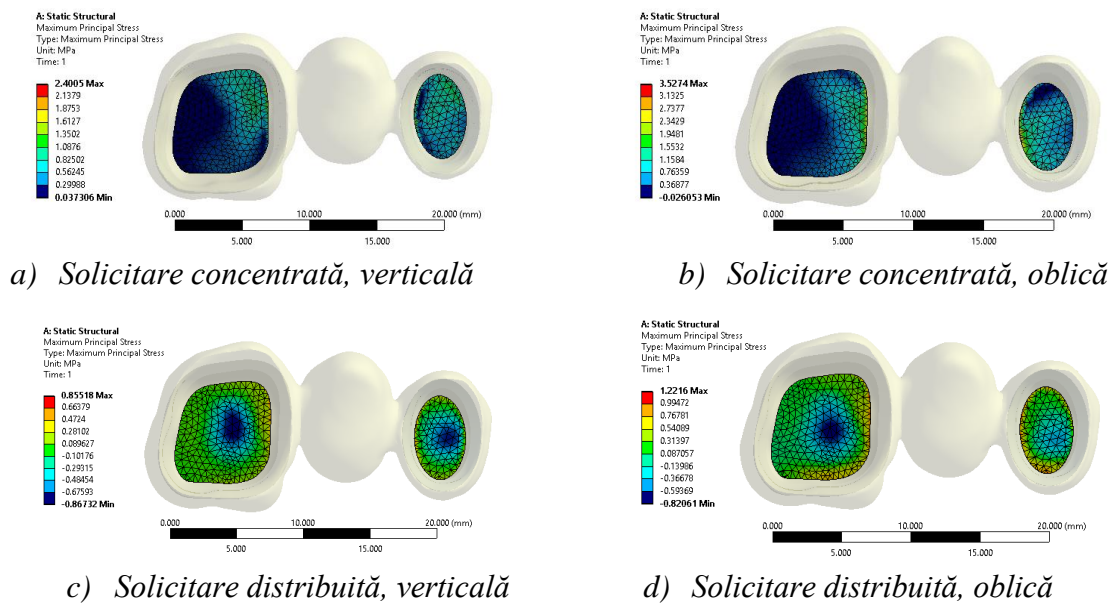 A: Static Structural
Maximum Principal Stress
Type: Maximum Principal Stress
Unit: MPa
Time: 1
2.4005 Max
2.1379
1.8753
1.6127
1.3502
1.0876
0.82502
0.56245
0.29988
0.037306 Min
0.000 10.000 20.000 (mm)
5.000 15.000
a) Solicitare concentrată, verticală
A: Static Structural
Maximum Principal Stress
Type: Maximum Principal Stress
Unit: MPa
Time: 1
3.5274 Max
3.1325
2.7377
2.3429
1.9481
1.5532
1.1584
0.76359
0.36877
-0.026053 Min
0.000 10.000 20.000 (mm)
5.000 15.000
b) Solicitare concentrată, oblică
A: Static Structural
Maximum Principal Stress
Type: Maximum Principal Stress
Unit: MPa
Time: 1
0.85518 Max
0.66379
0.4724
0.28102
0.089627
-0.10176
-0.29315
-0.48454
-0.67593
-0.86732 Min
0.000 10.000 20.000 (mm)
5.000 15.000
c) Solicitare distribuită, verticală
A: Static Structural
Maximum Principal Stress
Type: Maximum Principal Stress
Unit: MPa
Time: 1
1.2216 Max
0.99472
0.76781
0.54089
0.31397
0.087057
-0.13986
-0.36678
-0.59369
-0.82061 Min
0.000 10.000 20.000 (mm)
5.000 15.000
d) Solicitare distribuită, oblică